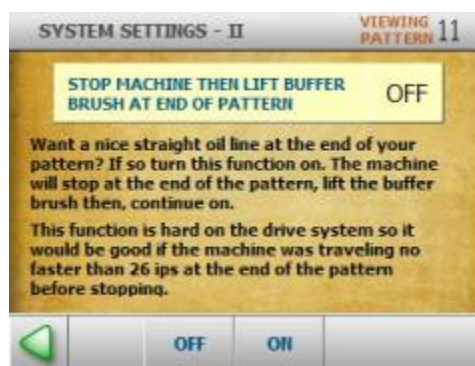 SYSTEM SETTINGS - II
VIEWING
PATTERN 11
STOP MACHINE THEN LIFT BUFFER
BRUSH AT END OF PATTERN
OFF
Want a nice straight oil line at the end of your
pattern? If so turn this function on. The machine
will stop at the end of the pattern, lift the buffer
brush then, continue on.
This function is hard on the drive system so it
would be good if the machine was traveling no
faster than 26 ips at the end of the pattern
before stopping.
OFF
ON